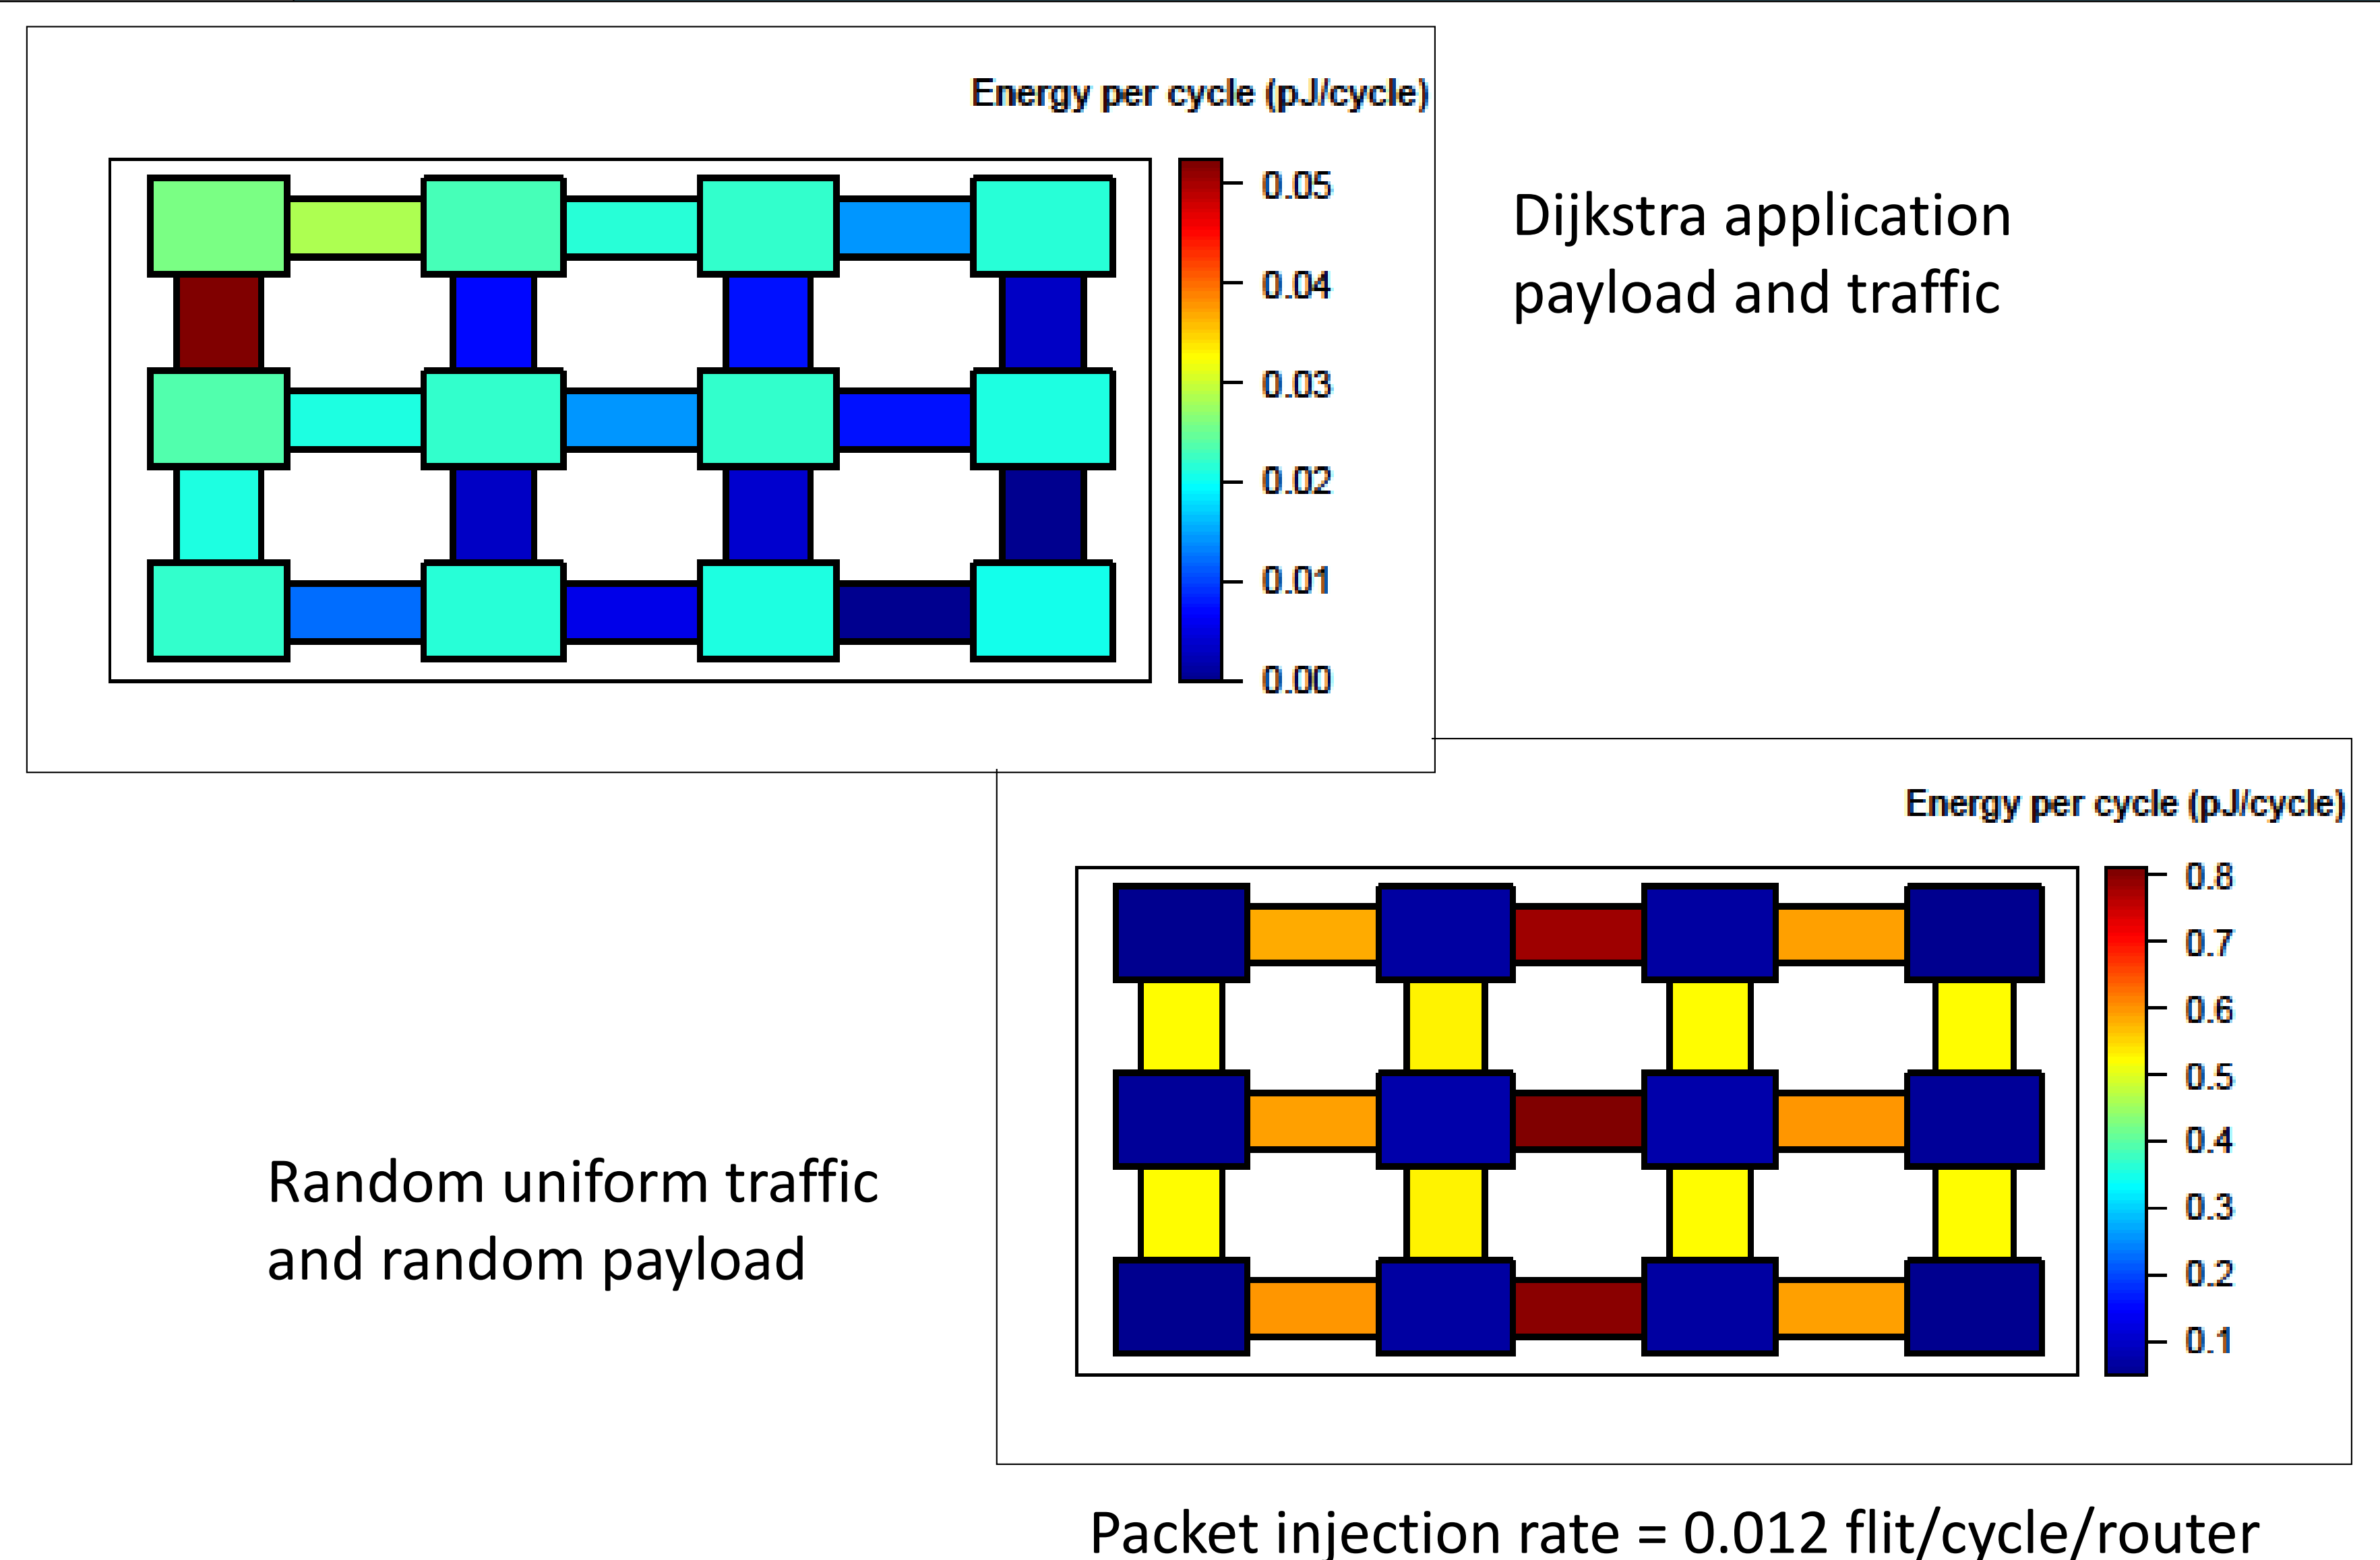 Energy per cycle (pJ/cycle)
0.05
0.04
0.03
0.02
0.01
0.00
Dijkstra application
payload and traffic
Energy per cycle (pJ/cycle)
0.8
0.7
0.6
0.5
0.4
0.3
0.2
0.1
Random uniform traffic
and random payload
Packet injection rate = 0.012 flit/cycle/router